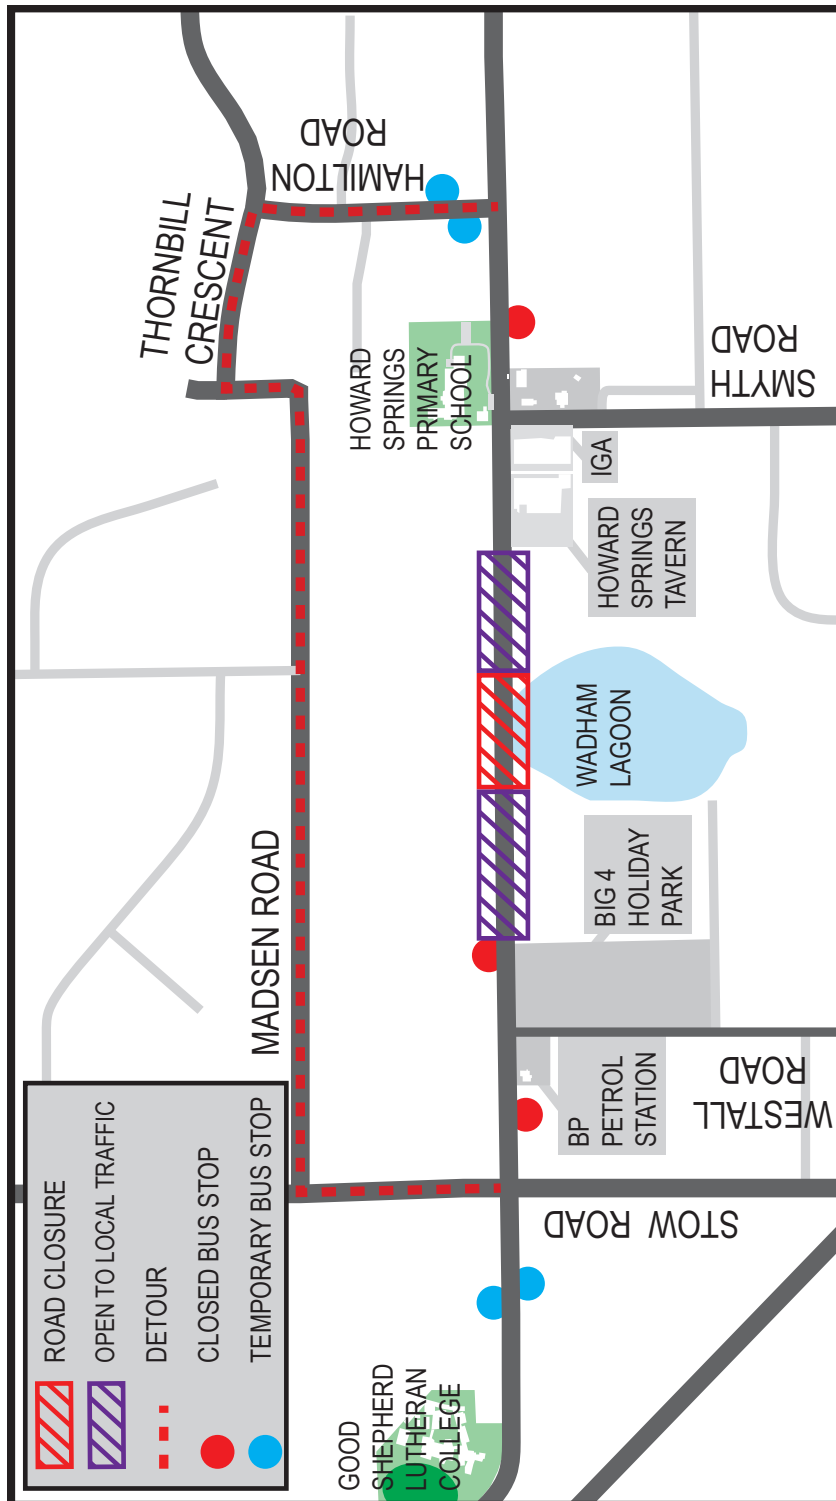 ROAD CLOSURE
OPEN TO LOCAL TRAFFIC
DETOUR
CLOSED BUS STOP
TEMPORARY BUS STOP
THORNBILL
CRESCENT
HAMILTON
ROAD
MADSEN ROAD
HOWARD
SPRINGS
PRIMARY
SCHOOL
GOOD
SHEPHERD
LUTHERAN
COLLEGE
STOW ROAD
BP
PETROL
STATION
WESTALL
ROAD
BIG 4
HOLIDAY
PARK
WADHAM
LAGOON
HOWARD
SPRINGS
TAVERN
IGA
SMYTH
ROAD